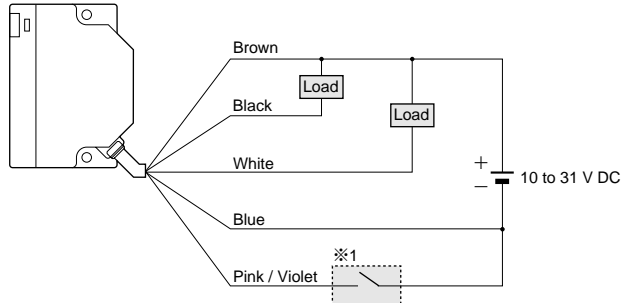 Brown
Load
Black
Load
White
+
−
10 to 31 V DC
Blue
※1
Pink / Violet